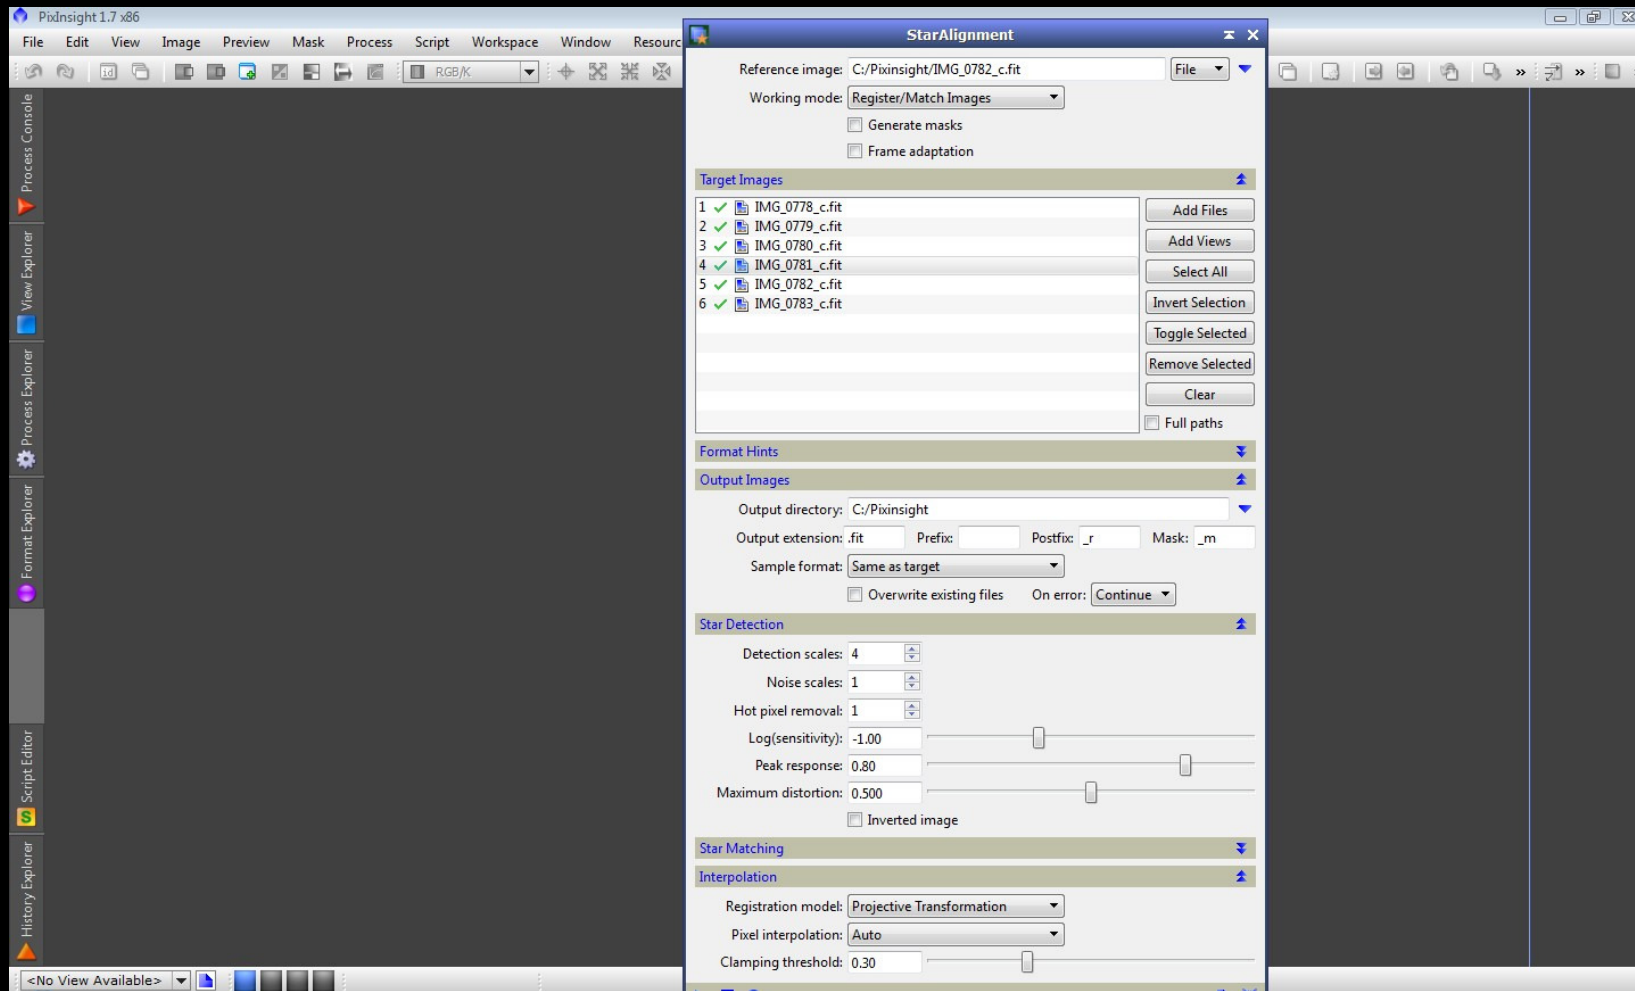 PixInsight 1.7 x86
File Edit View Image Preview Mask Process Script Workspace Window Resourc
RGB/K
Process Console
View Explorer
Process Explorer
Format Explorer
Script Editor
History Explorer
<No View Available>
StarAlignment
Reference image: C:/Pixinsight/IMG_0782_c.fit File
Working mode: Register/Match Images
Generate masks
Frame adaptation
Target Images
1 IMG_0778_c.fit
2 IMG_0779_c.fit
3 IMG_0780_c.fit
4 IMG_0781_c.fit
5 IMG_0782_c.fit
6 IMG_0783_c.fit
Add Files
Add Views
Select All
Invert Selection
Toggle Selected
Remove Selected
Clear
Full paths
Format Hints
Output Images
Output directory: C:/Pixinsight
Output extension: .fit Prefix: Postfix: _r Mask: _m
Sample format: Same as target
Overwrite existing files On error: Continue
Star Detection
Detection scales: 4
Noise scales: 1
Hot pixel removal: 1
Log(sensitivity): -1.00
Peak response: 0.80
Maximum distortion: 0.500
Inverted image
Star Matching
Interpolation
Registration model: Projective Transformation
Pixel interpolation: Auto
Clamping threshold: 0.30